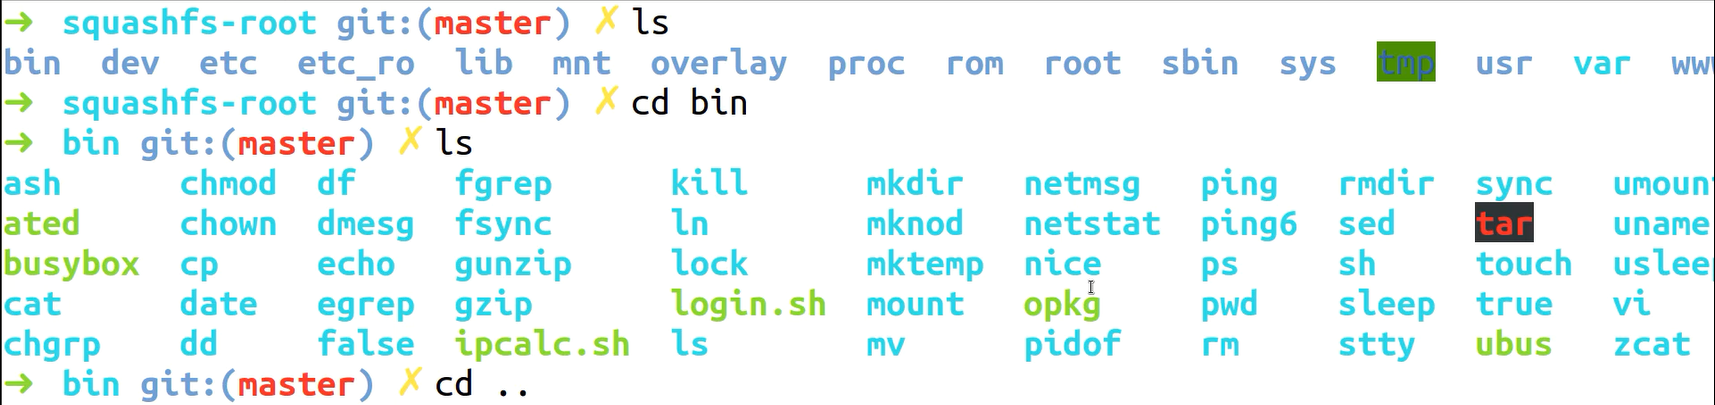 ➜ squashfs-root git:(master) ✗ ls
bin dev etc etc_ro lib mnt overlay proc rom root sbin sys tmp usr var
➜ squashfs-root git:(master) ✗ cd bin
➜ bin git:(master) ✗ ls
ash chmod df fgrep kill mkdir netmsg ping rmdir sync
ated chown dmesg fsync ln mknod netstat ping6 sed tar uname
busybox cp echo gunzip lock mktemp nice ps sh touch
cat date egrep gzip login.sh mount opkg pwd sleep true vi
chgrp dd false ipcalc.sh ls mv pidof rm stty ubus zcat
➜ bin git:(master) ✗ cd ..